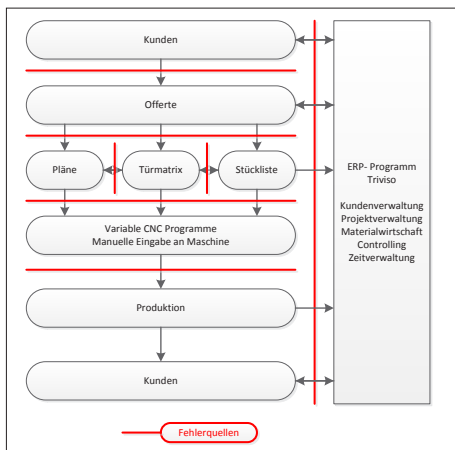 Kunden
Offerte
Pläne
Türmatrix
Stückliste
Variable CNC Programme
Manuelle Eingabe an Maschine
Produktion
Kunden
ERP- Programm
Triviso
Kundenverwaltung
Projektverwaltung
Materialwirtschaft
Controlling
Zeitverwaltung
Fehlerquellen